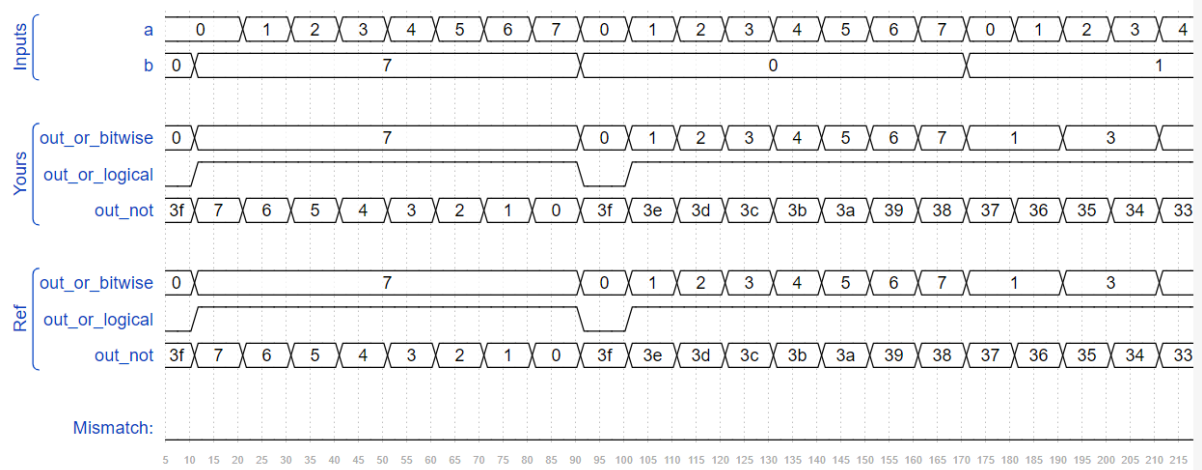 Inputs
a 0 1 2 3 4 5 6 7 0 1 2 3 4 5 6 7 0 1 2 3 4
b 0 7 0 1
Yours
out_or_bitwise 0 7 0 1 2 3 4 5 6 7 1 3
out_or_logical
out_not 3f 7 6 5 4 3 2 1 0 3f 3e 3d 3c 3b 3a 39 38 37 36 35 34 33
Ref
out_or_bitwise 0 7 0 1 2 3 4 5 6 7 1 3
out_or_logical
out_not 3f 7 6 5 4 3 2 1 0 3f 3e 3d 3c 3b 3a 39 38 37 36 35 34 33
Mismatch:
5 10 15 20 25 30 35 40 45 50 55 60 65 70 75 80 85 90 95 100 105 110 115 120 125 130 135 140 145 150 155 160 165 170 175 180 185 190 195 200 205 210 215